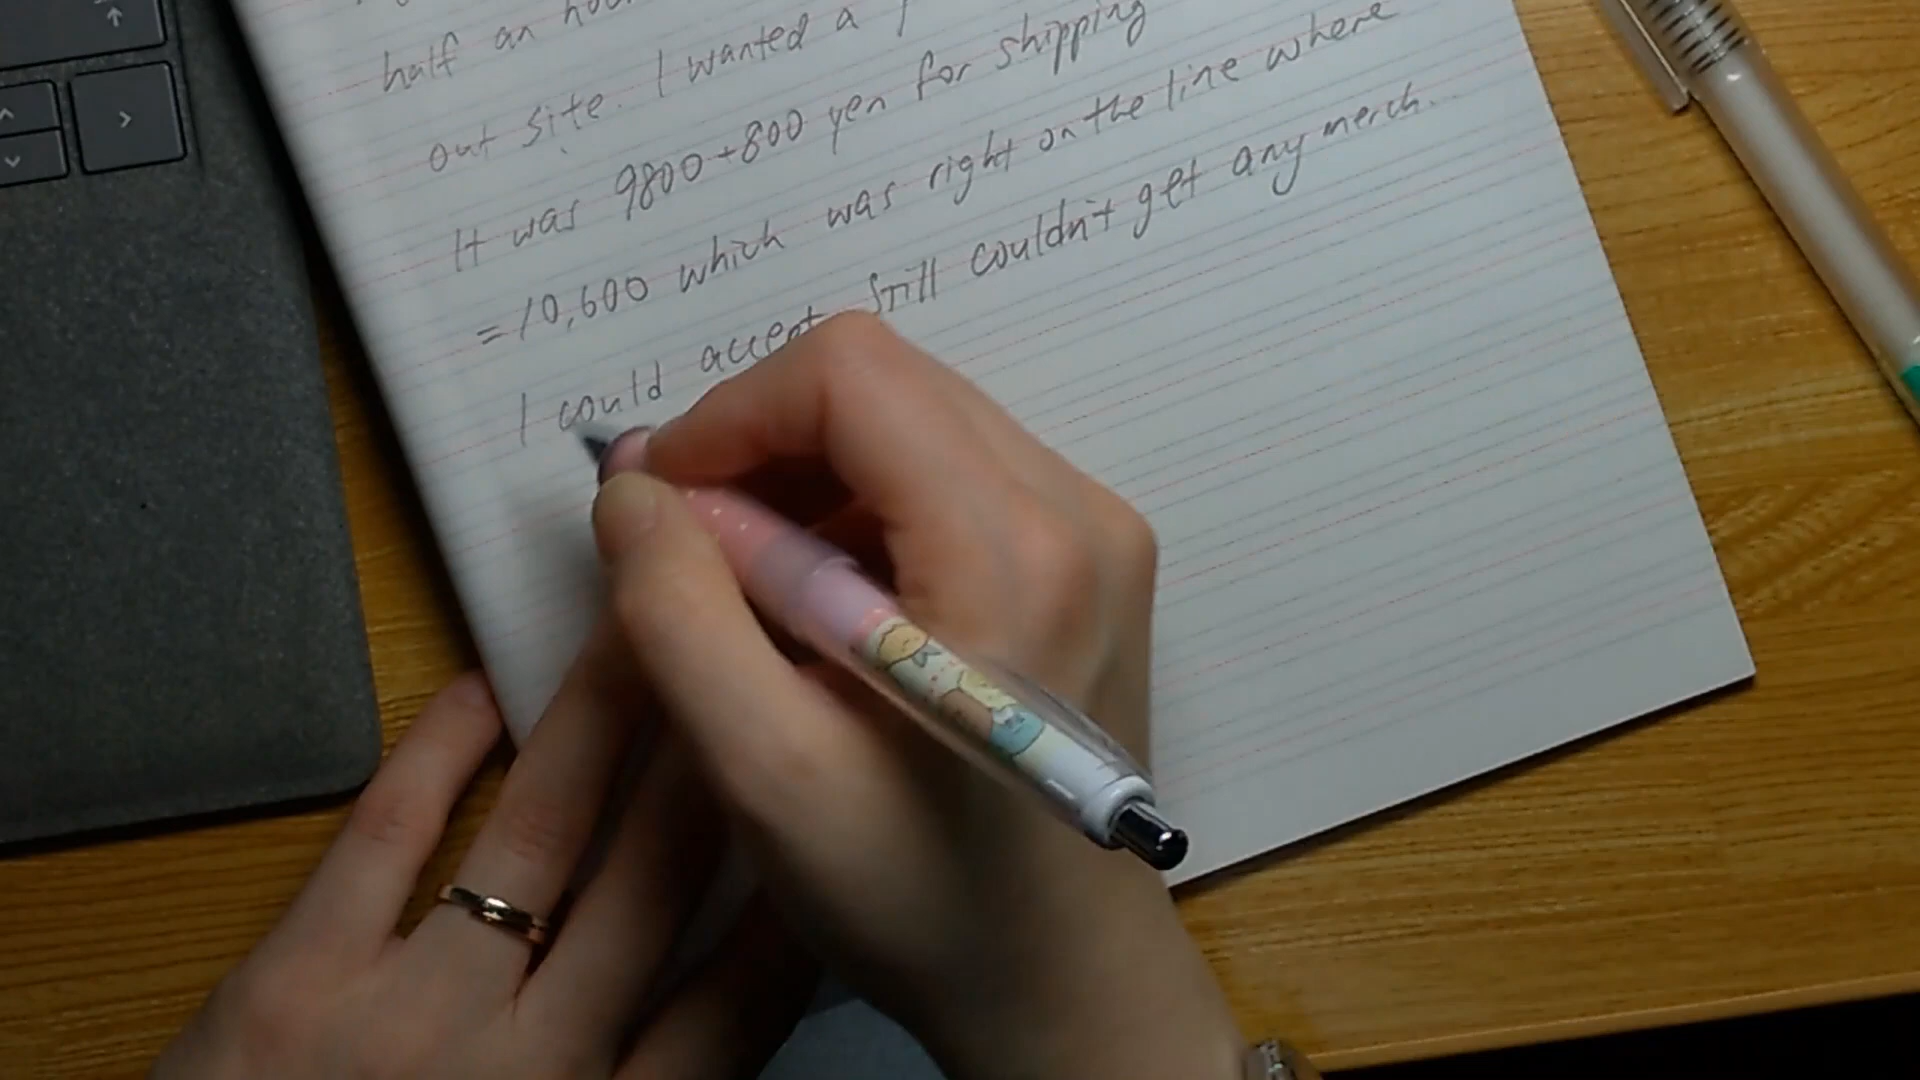 half an
out site. I wanted a
It was 9800+800 yen for shipping
=10,600 which was right on the line where
I could accept. Still couldn't get any merch...